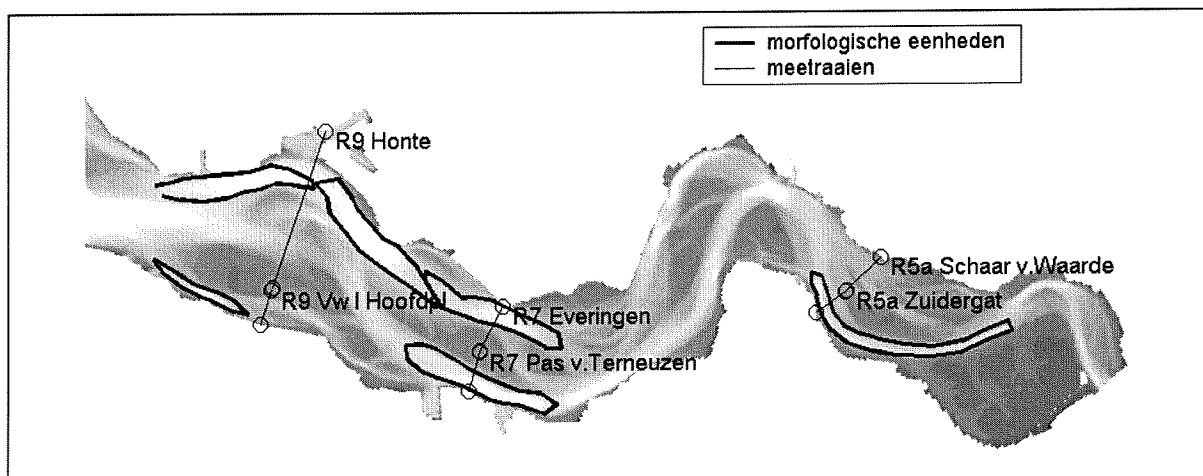 morfologische eenheden
meetraaien
R9 Honte
R5a Schaar v.Waarde
R9 Vw l Hoofdpl
R5a Zuidergat
R7 Everingen
R7 Pas v.Terneuzen